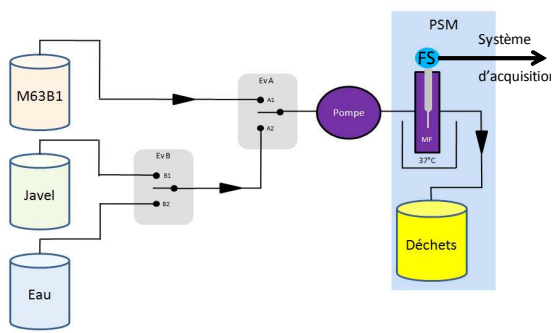 PSM
Système
d'acquisition
FS
EvA
M63B1
A1
A2
Pompe
MF
37°C
EvB
B1
B2
Javel
Déchets
Eau